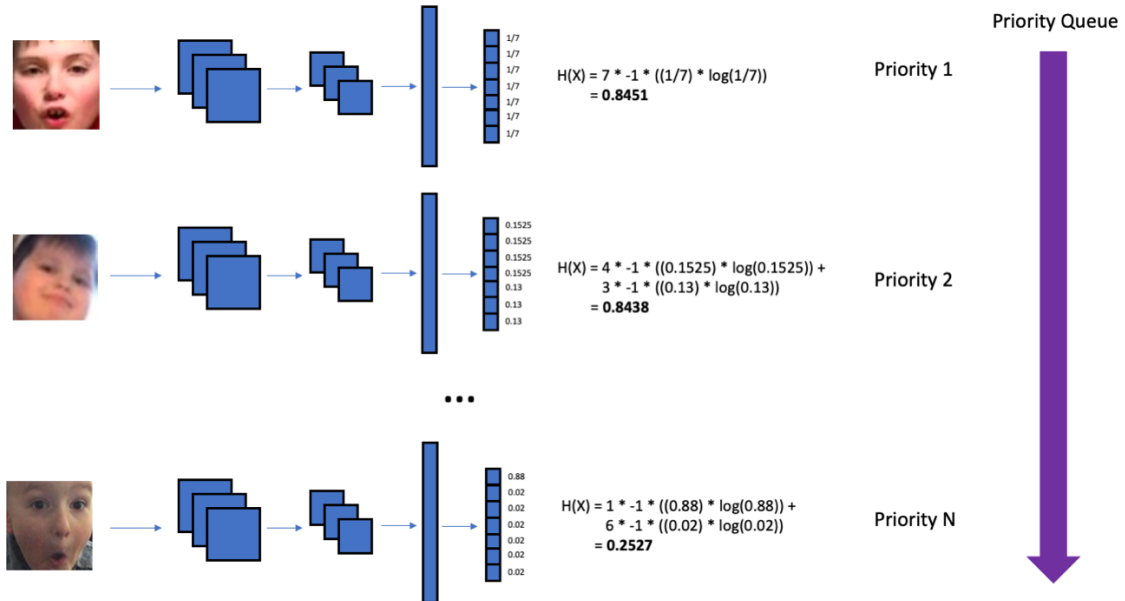 Priority Queue
1/7
1/7
1/7
1/7
1/7
1/7
1/7
H(X) = 7 * -1 * ((1/7) * log(1/7))
= 0.8451
Priority 1
0.1525
0.1525
0.1525
0.1525
0.13
0.13
0.13
H(X) = 4 * -1 * ((0.1525) * log(0.1525)) +
3 * -1 * ((0.13) * log(0.13))
= 0.8438
Priority 2
...
0.88
0.02
0.02
0.02
0.02
0.02
0.02
H(X) = 1 * -1 * ((0.88) * log(0.88)) +
6 * -1 * ((0.02) * log(0.02))
= 0.2527
Priority N